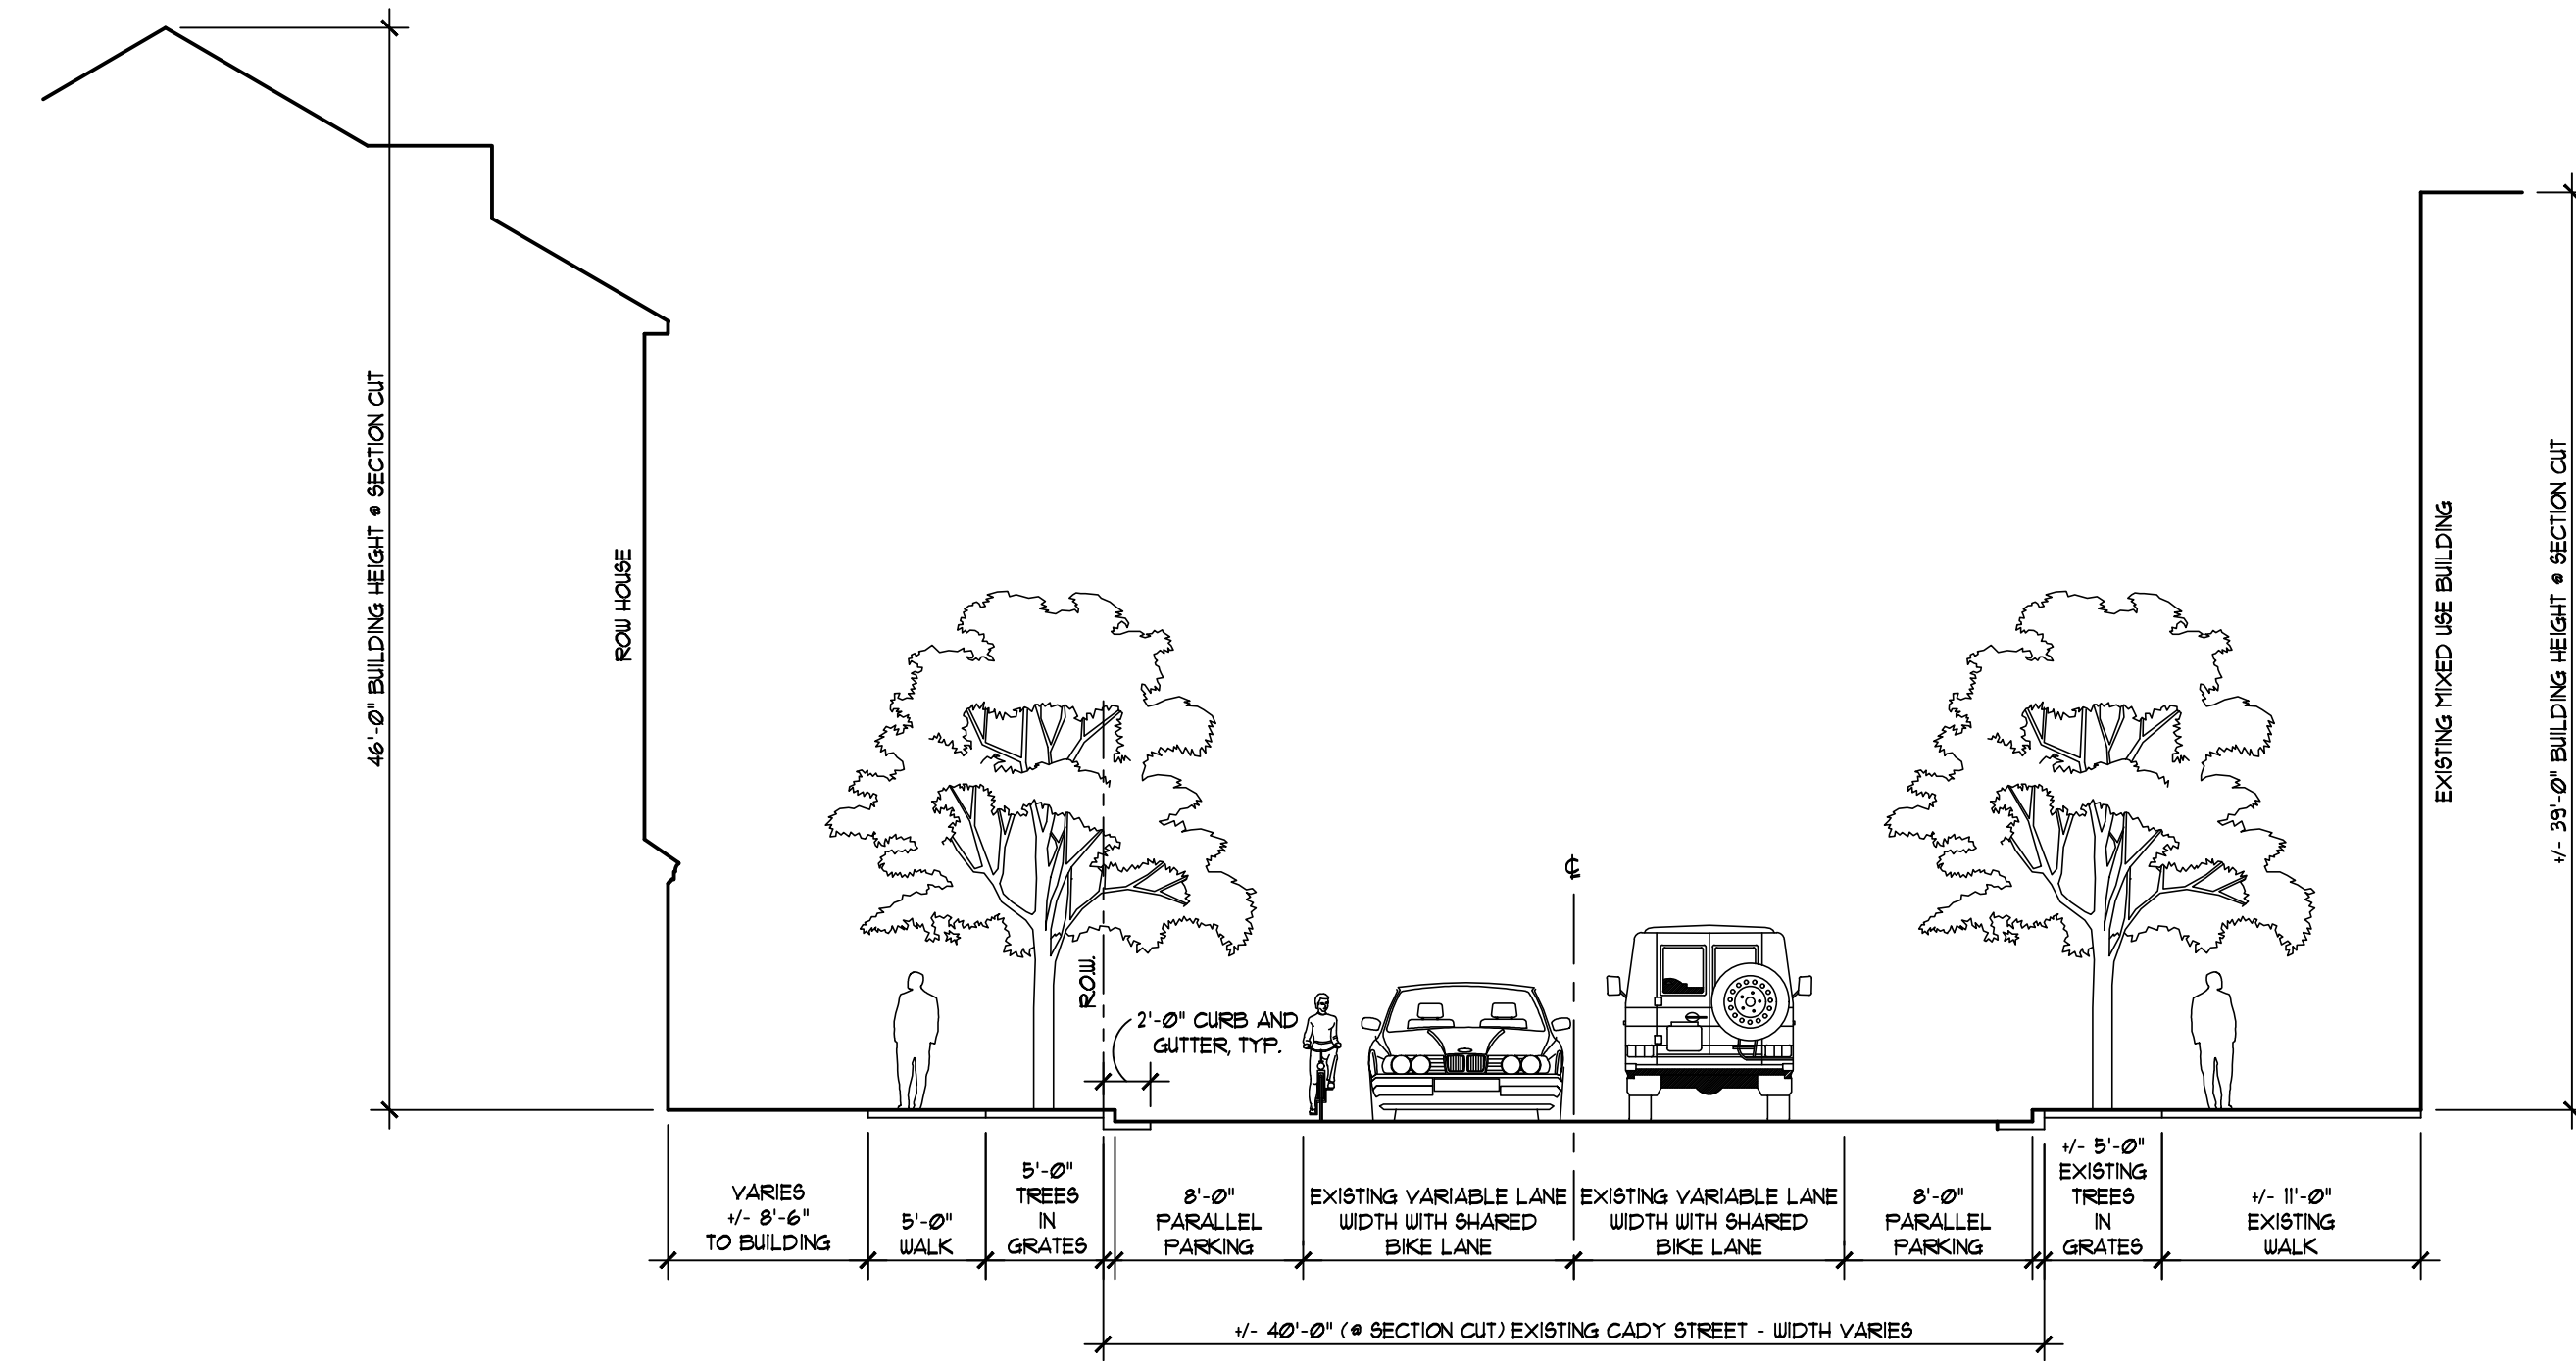 46'-0" BUILDING HEIGHT @ SECTION CUT
ROW HOUSE
R.O.W.
2'-0" CURB AND
GUTTER, TYP.
℄
EXISTING MIXED USE BUILDING
+/- 39'-0" BUILDING HEIGHT @ SECTION CUT
VARIES
+/- 8'-6"
TO BUILDING
5'-0"
WALK
5'-0"
TREES
IN
GRATES
8'-0"
PARALLEL
PARKING
EXISTING VARIABLE LANE
WIDTH WITH SHARED
BIKE LANE
EXISTING VARIABLE LANE
WIDTH WITH SHARED
BIKE LANE
8'-0"
PARALLEL
PARKING
+/- 5'-0"
EXISTING
TREES
IN
GRATES
+/- 11'-0"
EXISTING
WALK
+/- 40'-0" (@ SECTION CUT) EXISTING CADY STREET - WIDTH VARIES